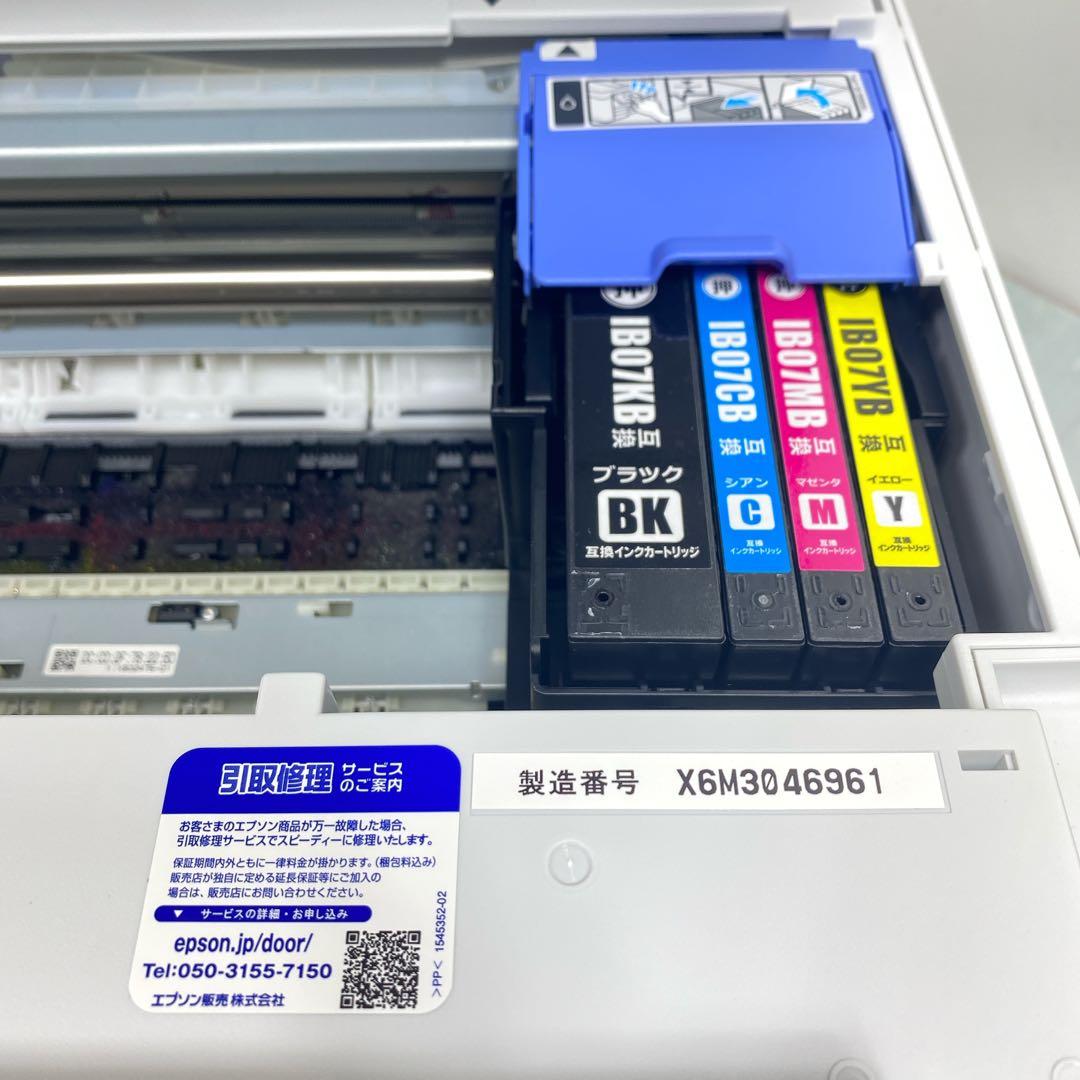 押
IB07KB 互換
ブラック
BK
互換インクカートリッジ
押
IB07CB 互換
シアン
C
互換
インクカートリッジ
押
IB07MB 互換
マゼンタ
M
互換
インクカートリッジ
IB07YB 互換
イエロー
Y
互換
インクカートリッジ
引取修理 サービス
のご案内
お客さまのエプソン商品が万一故障した場合、
引取修理サービスでスピーディーに修理いたします。
保証期間内外ともに一律料金が掛かります。(梱包料込み)
販売店が独自に定める延長保証等にご加入の
場合は、販売店にお問い合わせください。
▼ サービスの詳細・お申し込み
epson.jp/door/
Tel:050-3155-7150
エプソン販売 株式会社
>PP< 1545352-02
製造番号 X6M3046961